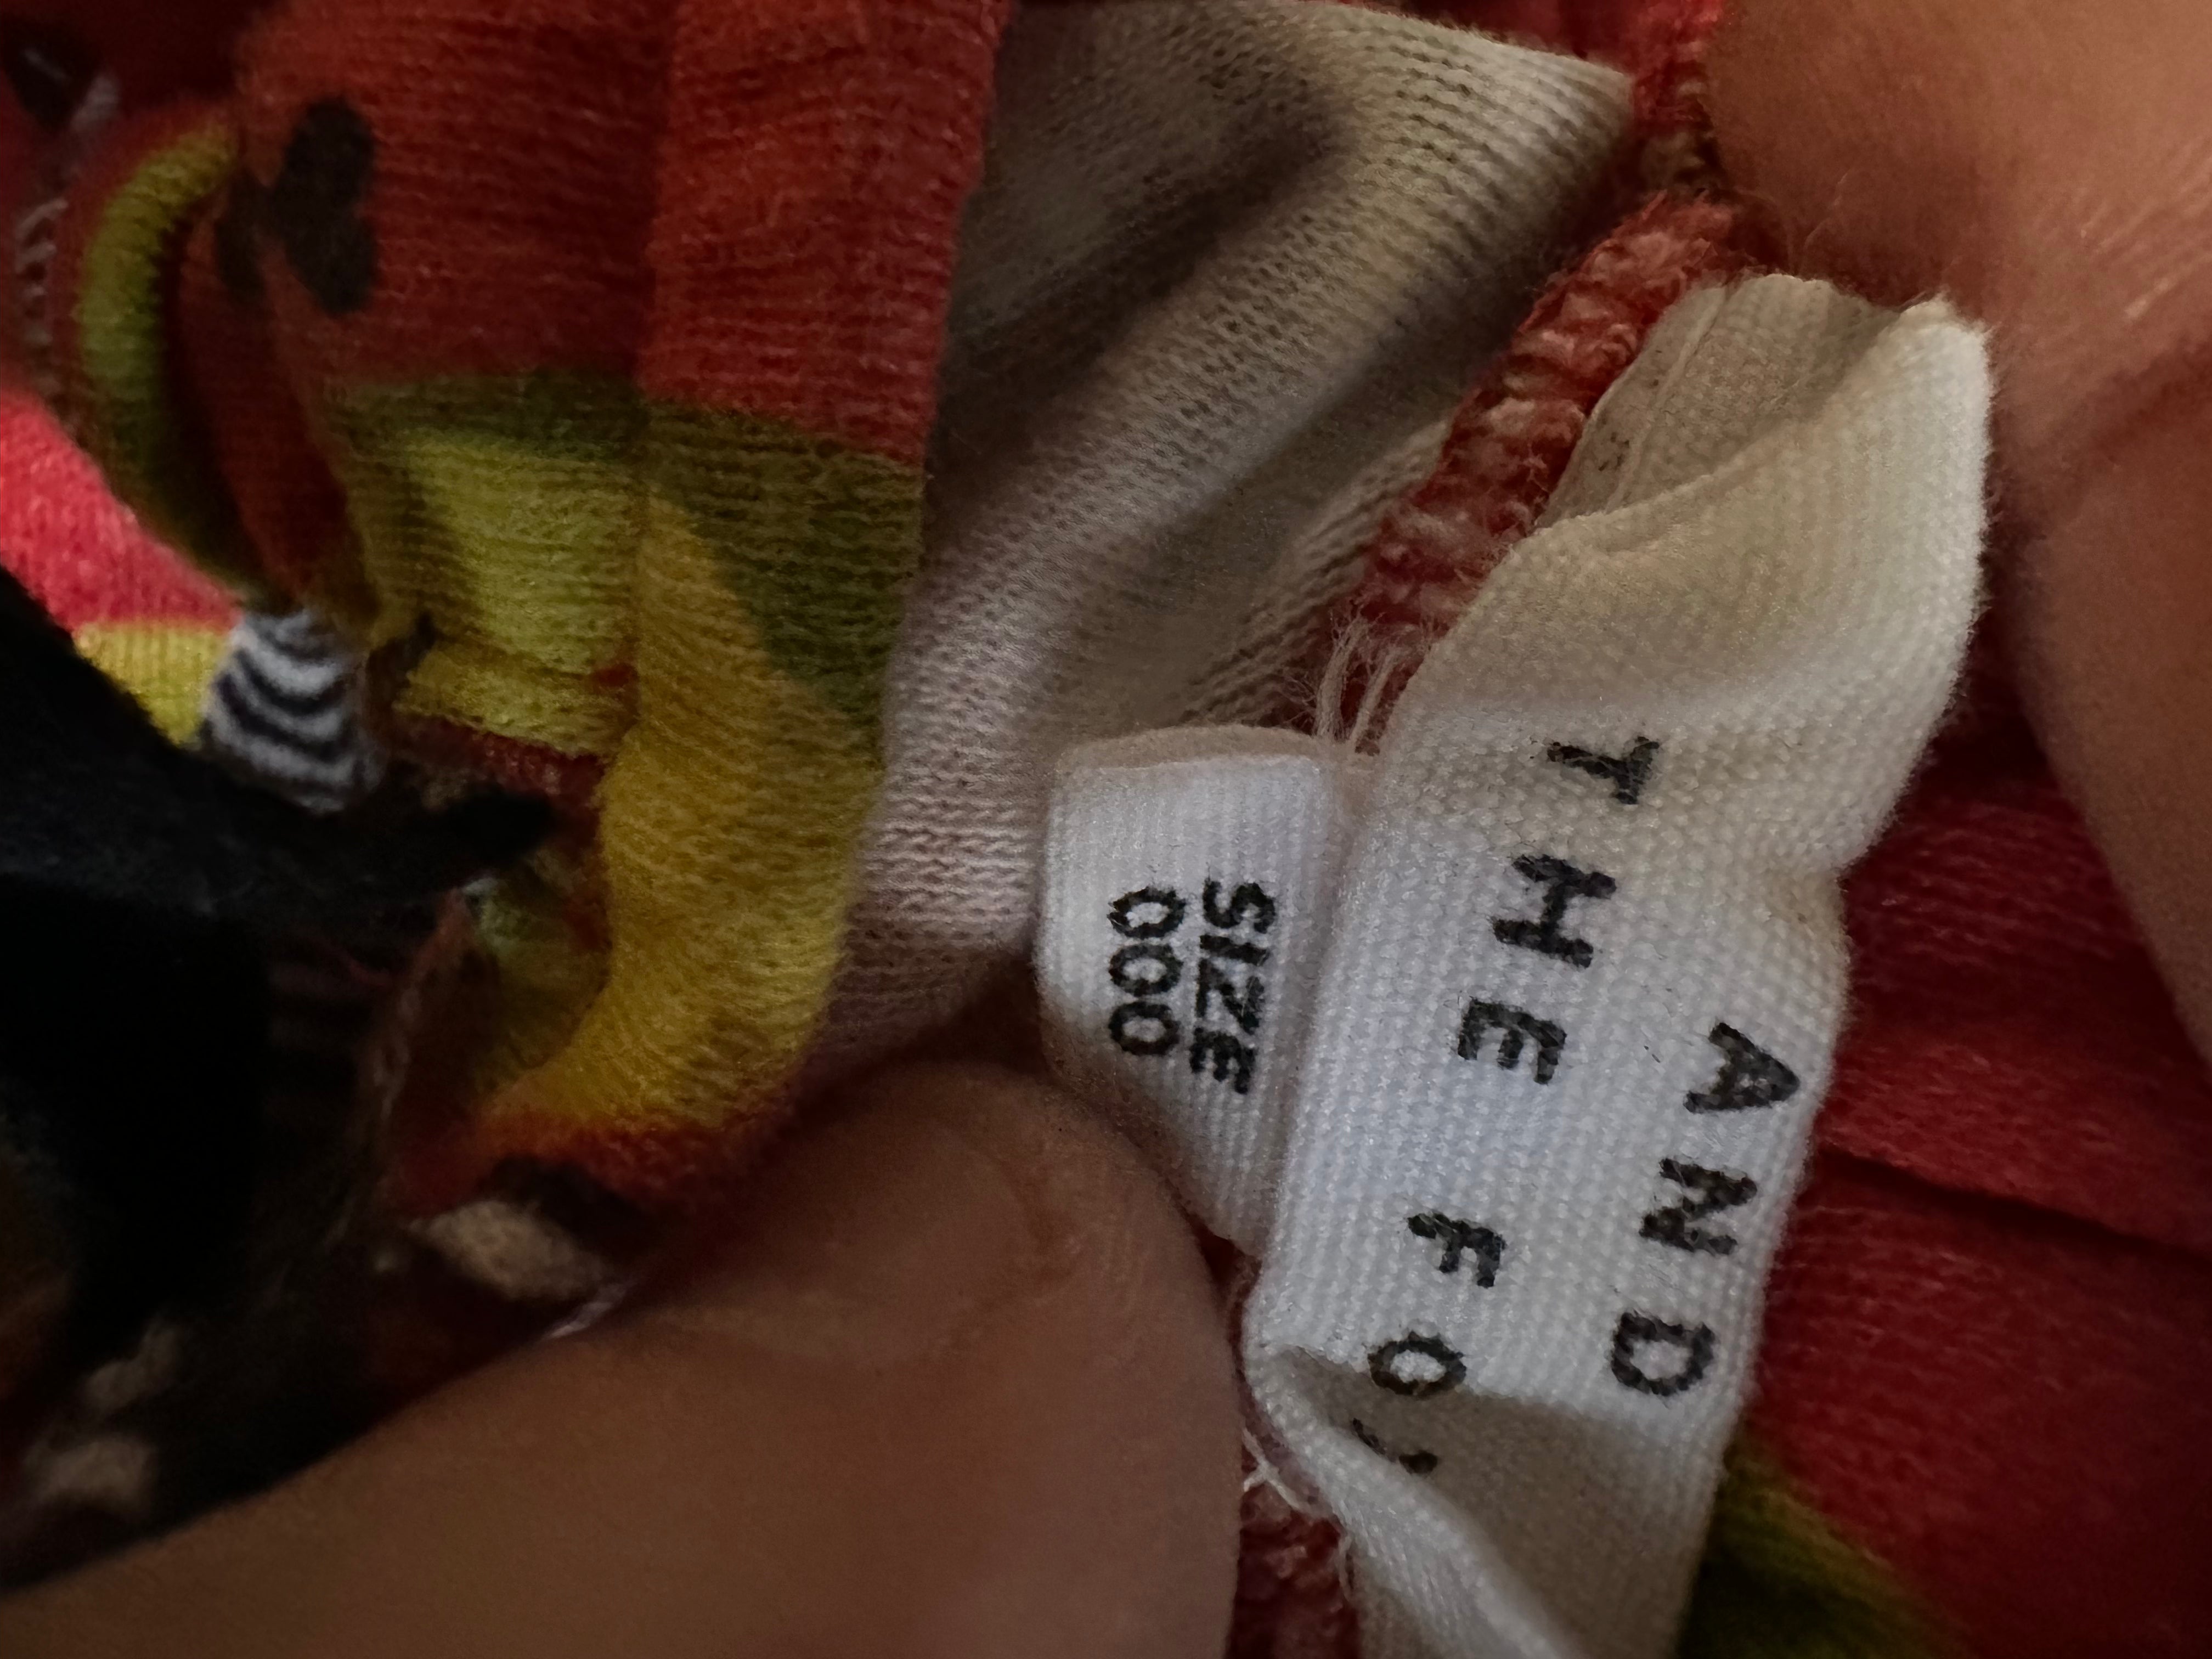 SIZE
000
AND
THE